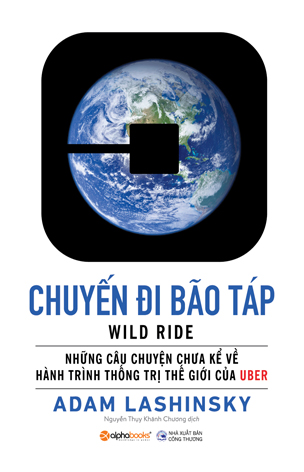 CHUYẾN ĐI BÃO TÁP
WILD RIDE
NHỮNG CÂU CHUYỆN CHƯA KỂ VỀ
HÀNH TRÌNH THỐNG TRỊ THẾ GIỚI CỦA UBER
ADAM LASHINSKY
Nguyễn Thụy Khánh Chương dịch
alphabooks
NHÀ XUẤT BẢN
CÔNG THƯƠNG